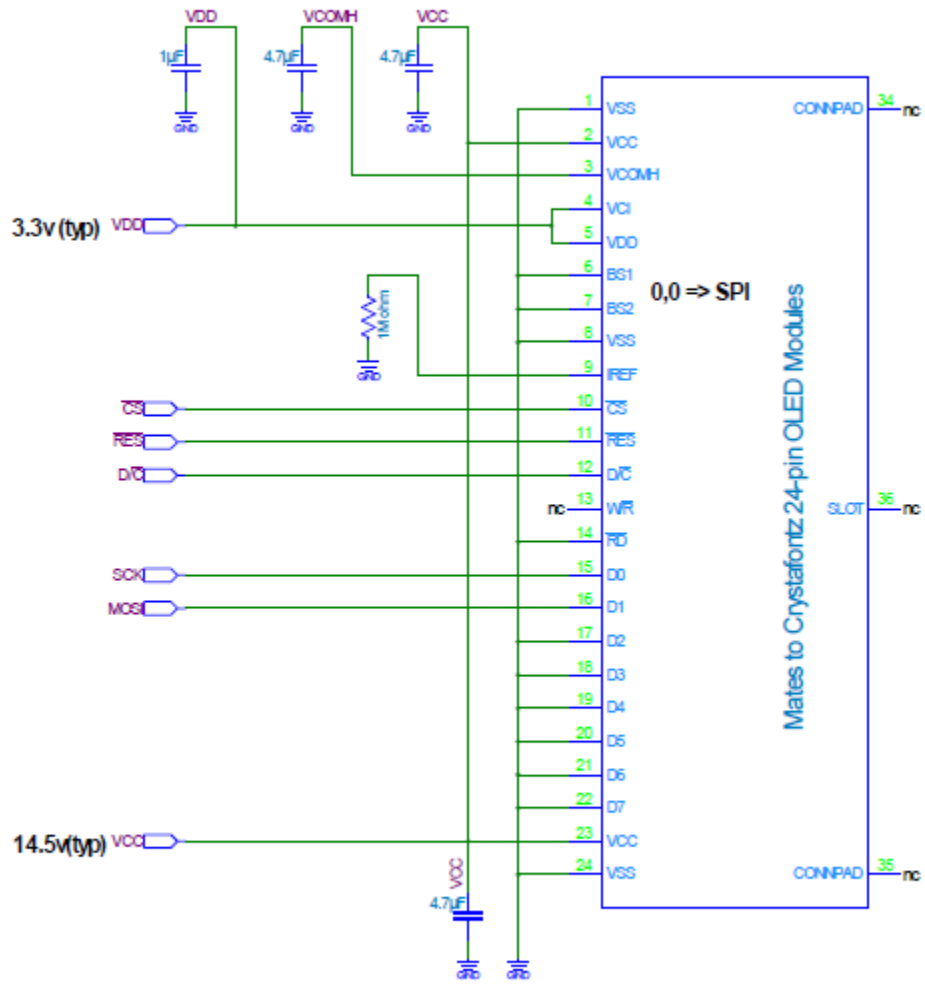 VDD
VCOMH
VCC
1µF
4.7µF
4.7µF
GND
GND
GND
1 VSS
CONNPAD 34 nc
2 VCC
3 VCOMH
4 VCI
3.3v (typ) VDD
5 VDD
6 BS1
0,0 => SPI
7 BS2
8 VSS
1Mohm
GND
9 IREF
CS 10 CS
RES 11 RES
D/C 12 D/C
nc 13 W/R
SLOT 36 nc
14 RD
SCK 15 D0
MOSI 16 D1
17 D2
18 D3
19 D4
20 D5
21 D6
22 D7
14.5v(typ) VCC 23 VCC
24 VSS
CONNPAD 35 nc
Mates to Crystafontz 24-pin OLED Modules
VCC
4.7µF
GND
GND